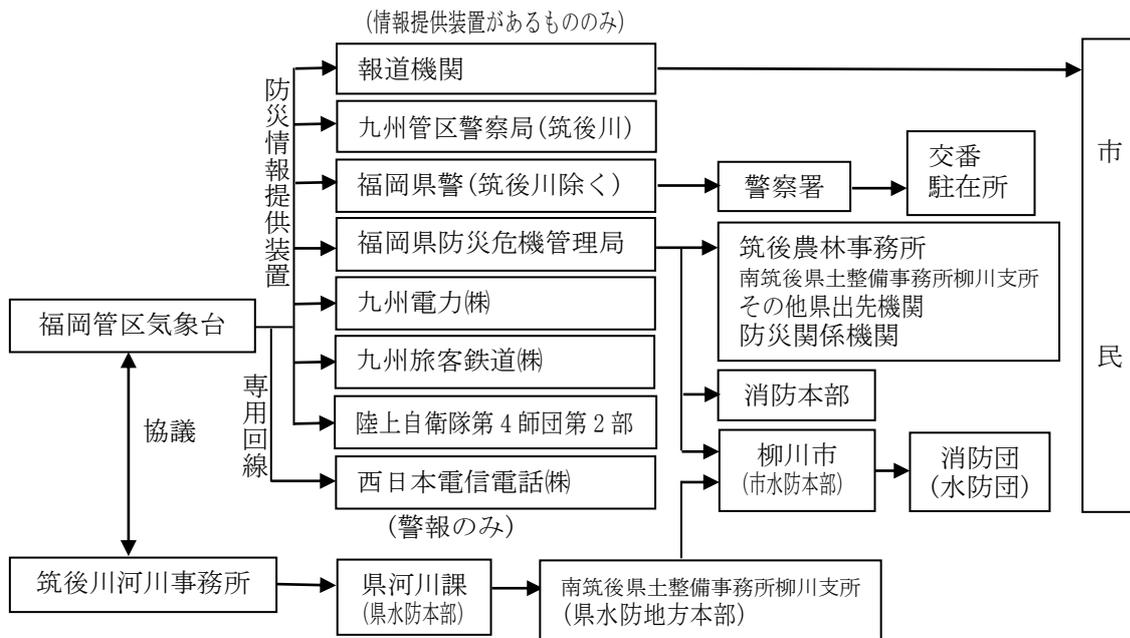 (情報提供装置があるもののみ)
報道機関
防災情報提供装置
九州管区警察局(筑後川)
福岡県警(筑後川除く)
警察署
交番
駐在所
市民
福岡県防災危機管理局
筑後農林事務所
南筑後県土整備事務所柳川支所
その他県出先機関
防災関係機関
九州電力㈱
福岡管区気象台
九州旅客鉄道㈱
専用回線
陸上自衛隊第4師団第2部
消防本部
協議
西日本電信電話㈱
(警報のみ)
柳川市
(市水防本部)
消防団
(水防団)
筑後川河川事務所
県河川課
(県水防本部)
南筑後県土整備事務所柳川支所
(県水防地方本部)